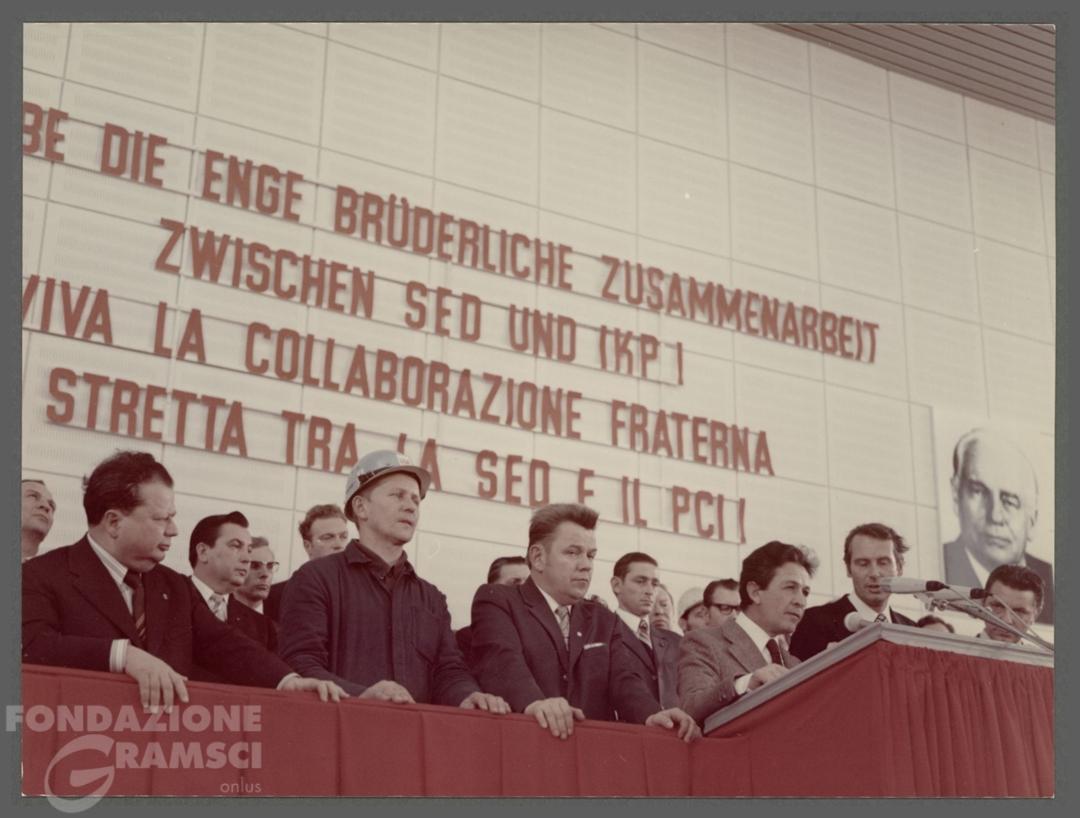 BE DIE ENGE BRÜDERLICHE ZUSAMMENARBEIT
ZWISCHEN SED UND IKP!
VIVA LA COLLABORAZIONE FRATERNA
STRETTA TRA LA SED E IL PCI!
FONDAZIONE
GRAMSCI
onlus